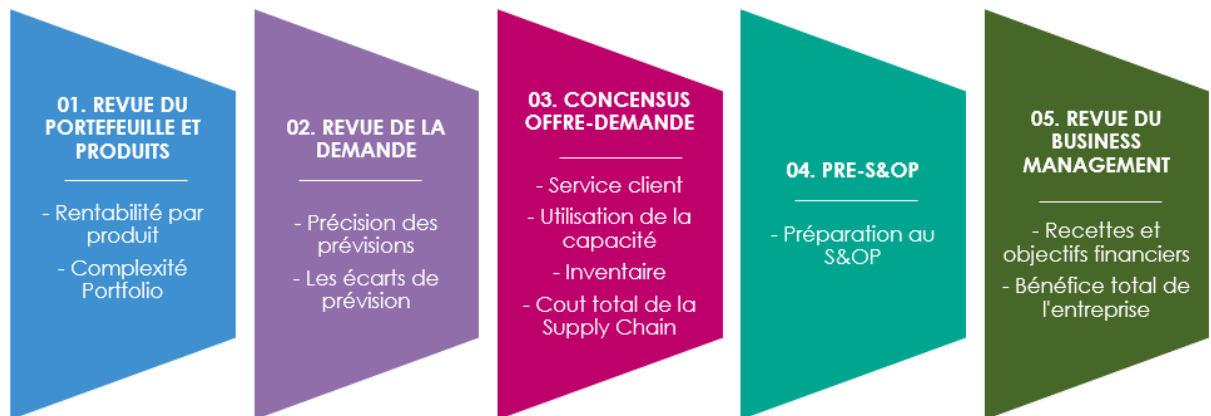 01. REVUE DU
PORTEFEUILLE ET
PRODUITS
- Rentabilité par
produit
- Complexité
Portfolio
02. REVUE DE LA
DEMANDE
- Précision des
prévisions
- Les écarts de
prévision
03. CONCENSUS
OFFRE-DEMANDE
- Service client
- Utilisation de la
capacité
- Inventaire
- Cout total de la
Supply Chain
04. PRE-S&OP
- Préparation au
S&OP
05. REVUE DU
BUSINESS
MANAGEMENT
- Recettes et
objectifs financiers
- Bénéfice total de
l'entreprise